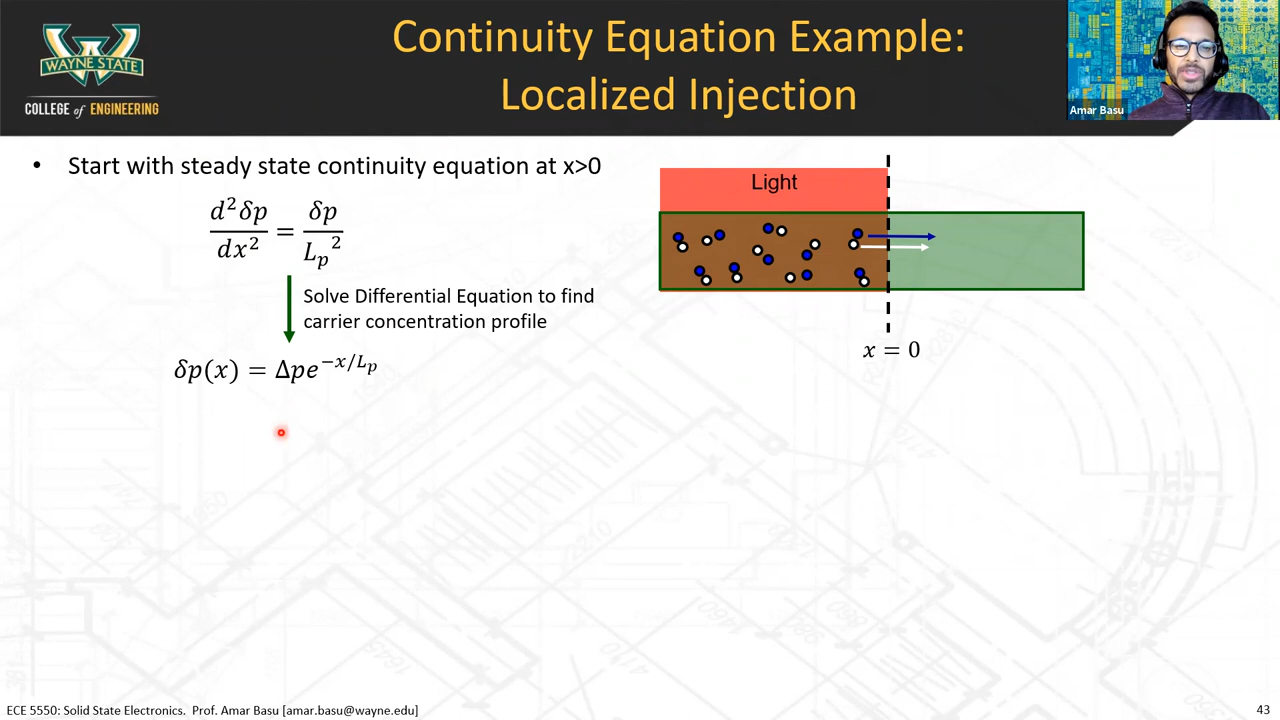 WAYNE STATE
COLLEGE of ENGINEERING
Continuity Equation Example:
Localized Injection
Amar Basu
• Start with steady state continuity equation at x>0
d²δp/dx² = δp/Lₚ²
Solve Differential Equation to find
carrier concentration profile
δp(x) = Δpe^(−x/Lₚ)
Light
x = 0
ECE 5550: Solid State Electronics. Prof. Amar Basu [amar.basu@wayne.edu]
43